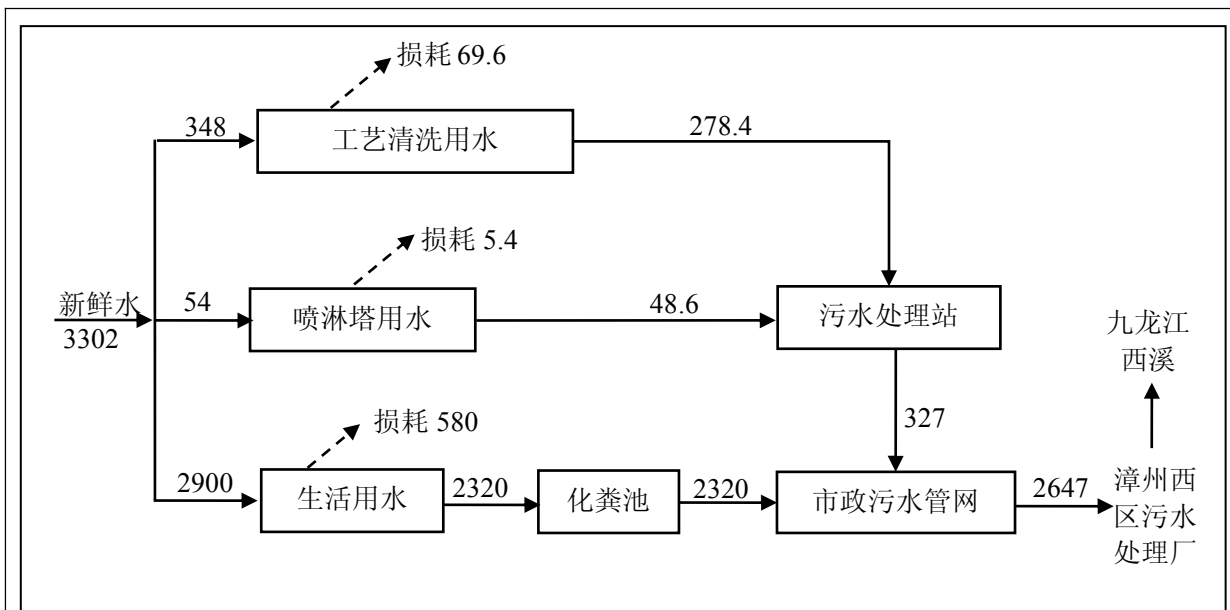 损耗 69.6
348
工艺清洗用水
278.4
损耗 5.4
新鲜水
3302
54
喷淋塔用水
48.6
污水处理站
九龙江
西溪
327
损耗 580
2900
生活用水
2320
化粪池
2320
市政污水管网
2647
漳州西
区污水
处理厂